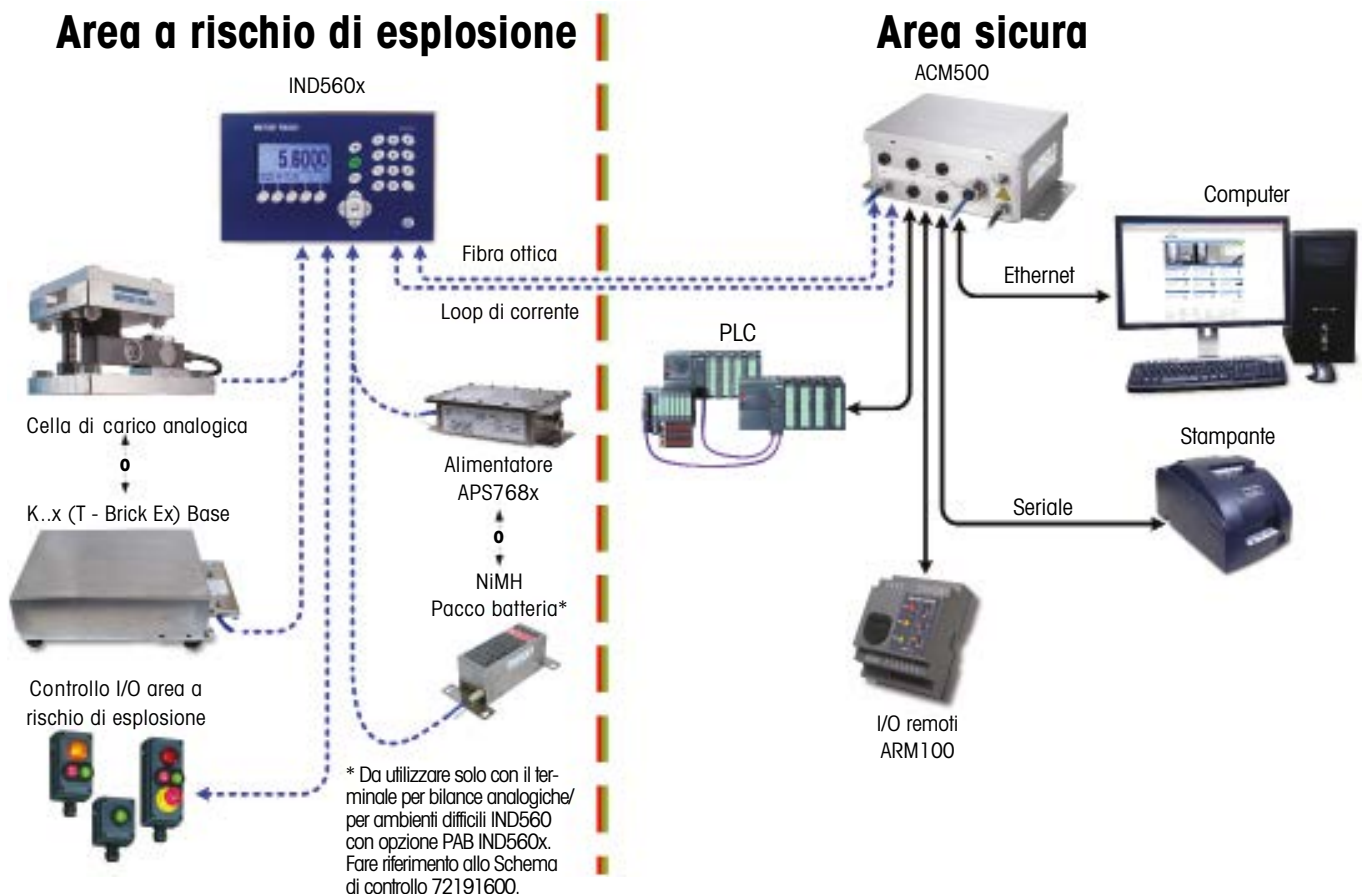 Area a rischio di esplosione
Area sicura
IND560x
ACM500
5.6000
Computer
Fibra ottica
Ethernet
Loop di corrente
PLC
Cella di carico analogica
o
K..x (T - Brick Ex) Base
Alimentatore
APS768x
o
NiMH
Pacco batteria*
Stampante
Seriale
Controllo I/O area a
rischio di esplosione
I/O remoti
ARM100
* Da utilizzare solo con il ter-
minale per bilance analogiche/
per ambienti difficili IND560
con opzione PAB IND560x.
Fare riferimento allo Schema
di controllo 72191600.